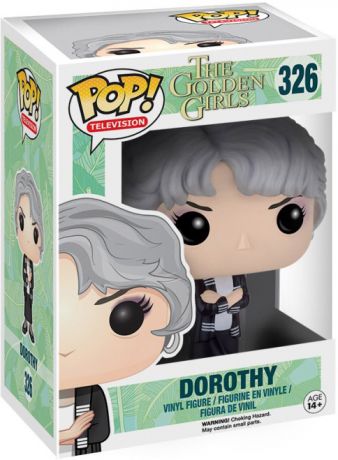 POP!
TELEVISION
THE
GOLDEN
GIRLS
326
DOROTHY
326
DOROTHY
VINYL FIGURE / FIGURINE EN VINYLE /
FIGURA DE VINIL
WARNING! Choking Hazard.
May contain small parts.
AGE
14+